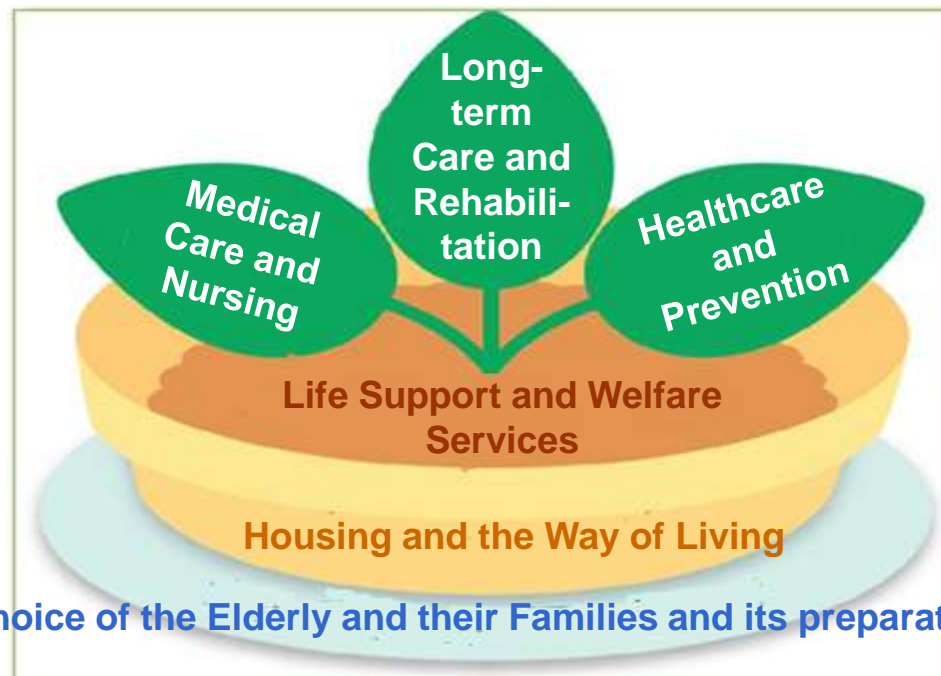 Long-
term
Care and
Rehabili-
tation
Medical
Care and
Nursing
Healthcare
and
Prevention
Life Support and Welfare
Services
Housing and the Way of Living
hoice of the Elderly and their Families and its preparat